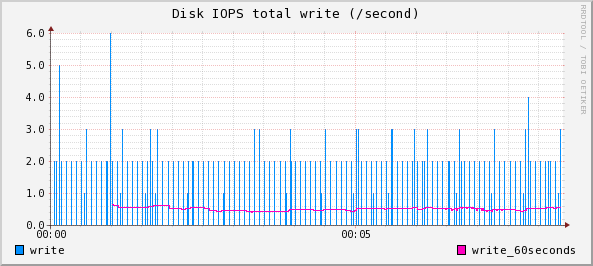 Disk IOPS total write (/second)
RRDTOOL / TOBI OETIKER
6.0
5.0
4.0
3.0
2.0
1.0
0.0
00:00 00:05
write write_60seconds